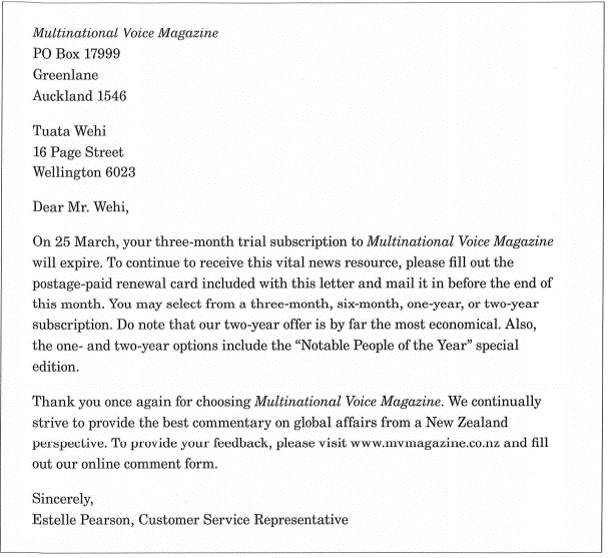 Multinational Voice Magazine
PO Box 17999
Greenlane
Auckland 1546
Tuata Wehi
16 Page Street
Wellington 6023
Dear Mr. Wehi,
On 25 March, your three-month trial subscription to Multinational Voice Magazine
will expire. To continue to receive this vital news resource, please fill out the
postage-paid renewal card included with this letter and mail it in before the end of
this month. You may select from a three-month, six-month, one-year, or two-year
subscription. Do note that our two-year offer is by far the most economical. Also,
the one- and two-year options include the “Notable People of the Year” special
edition.
Thank you once again for choosing Multinational Voice Magazine. We continually
strive to provide the best commentary on global affairs from a New Zealand
perspective. To provide your feedback, please visit www.mvmagazine.co.nz and fill
out our online comment form.
Sincerely,
Estelle Pearson, Customer Service Representative